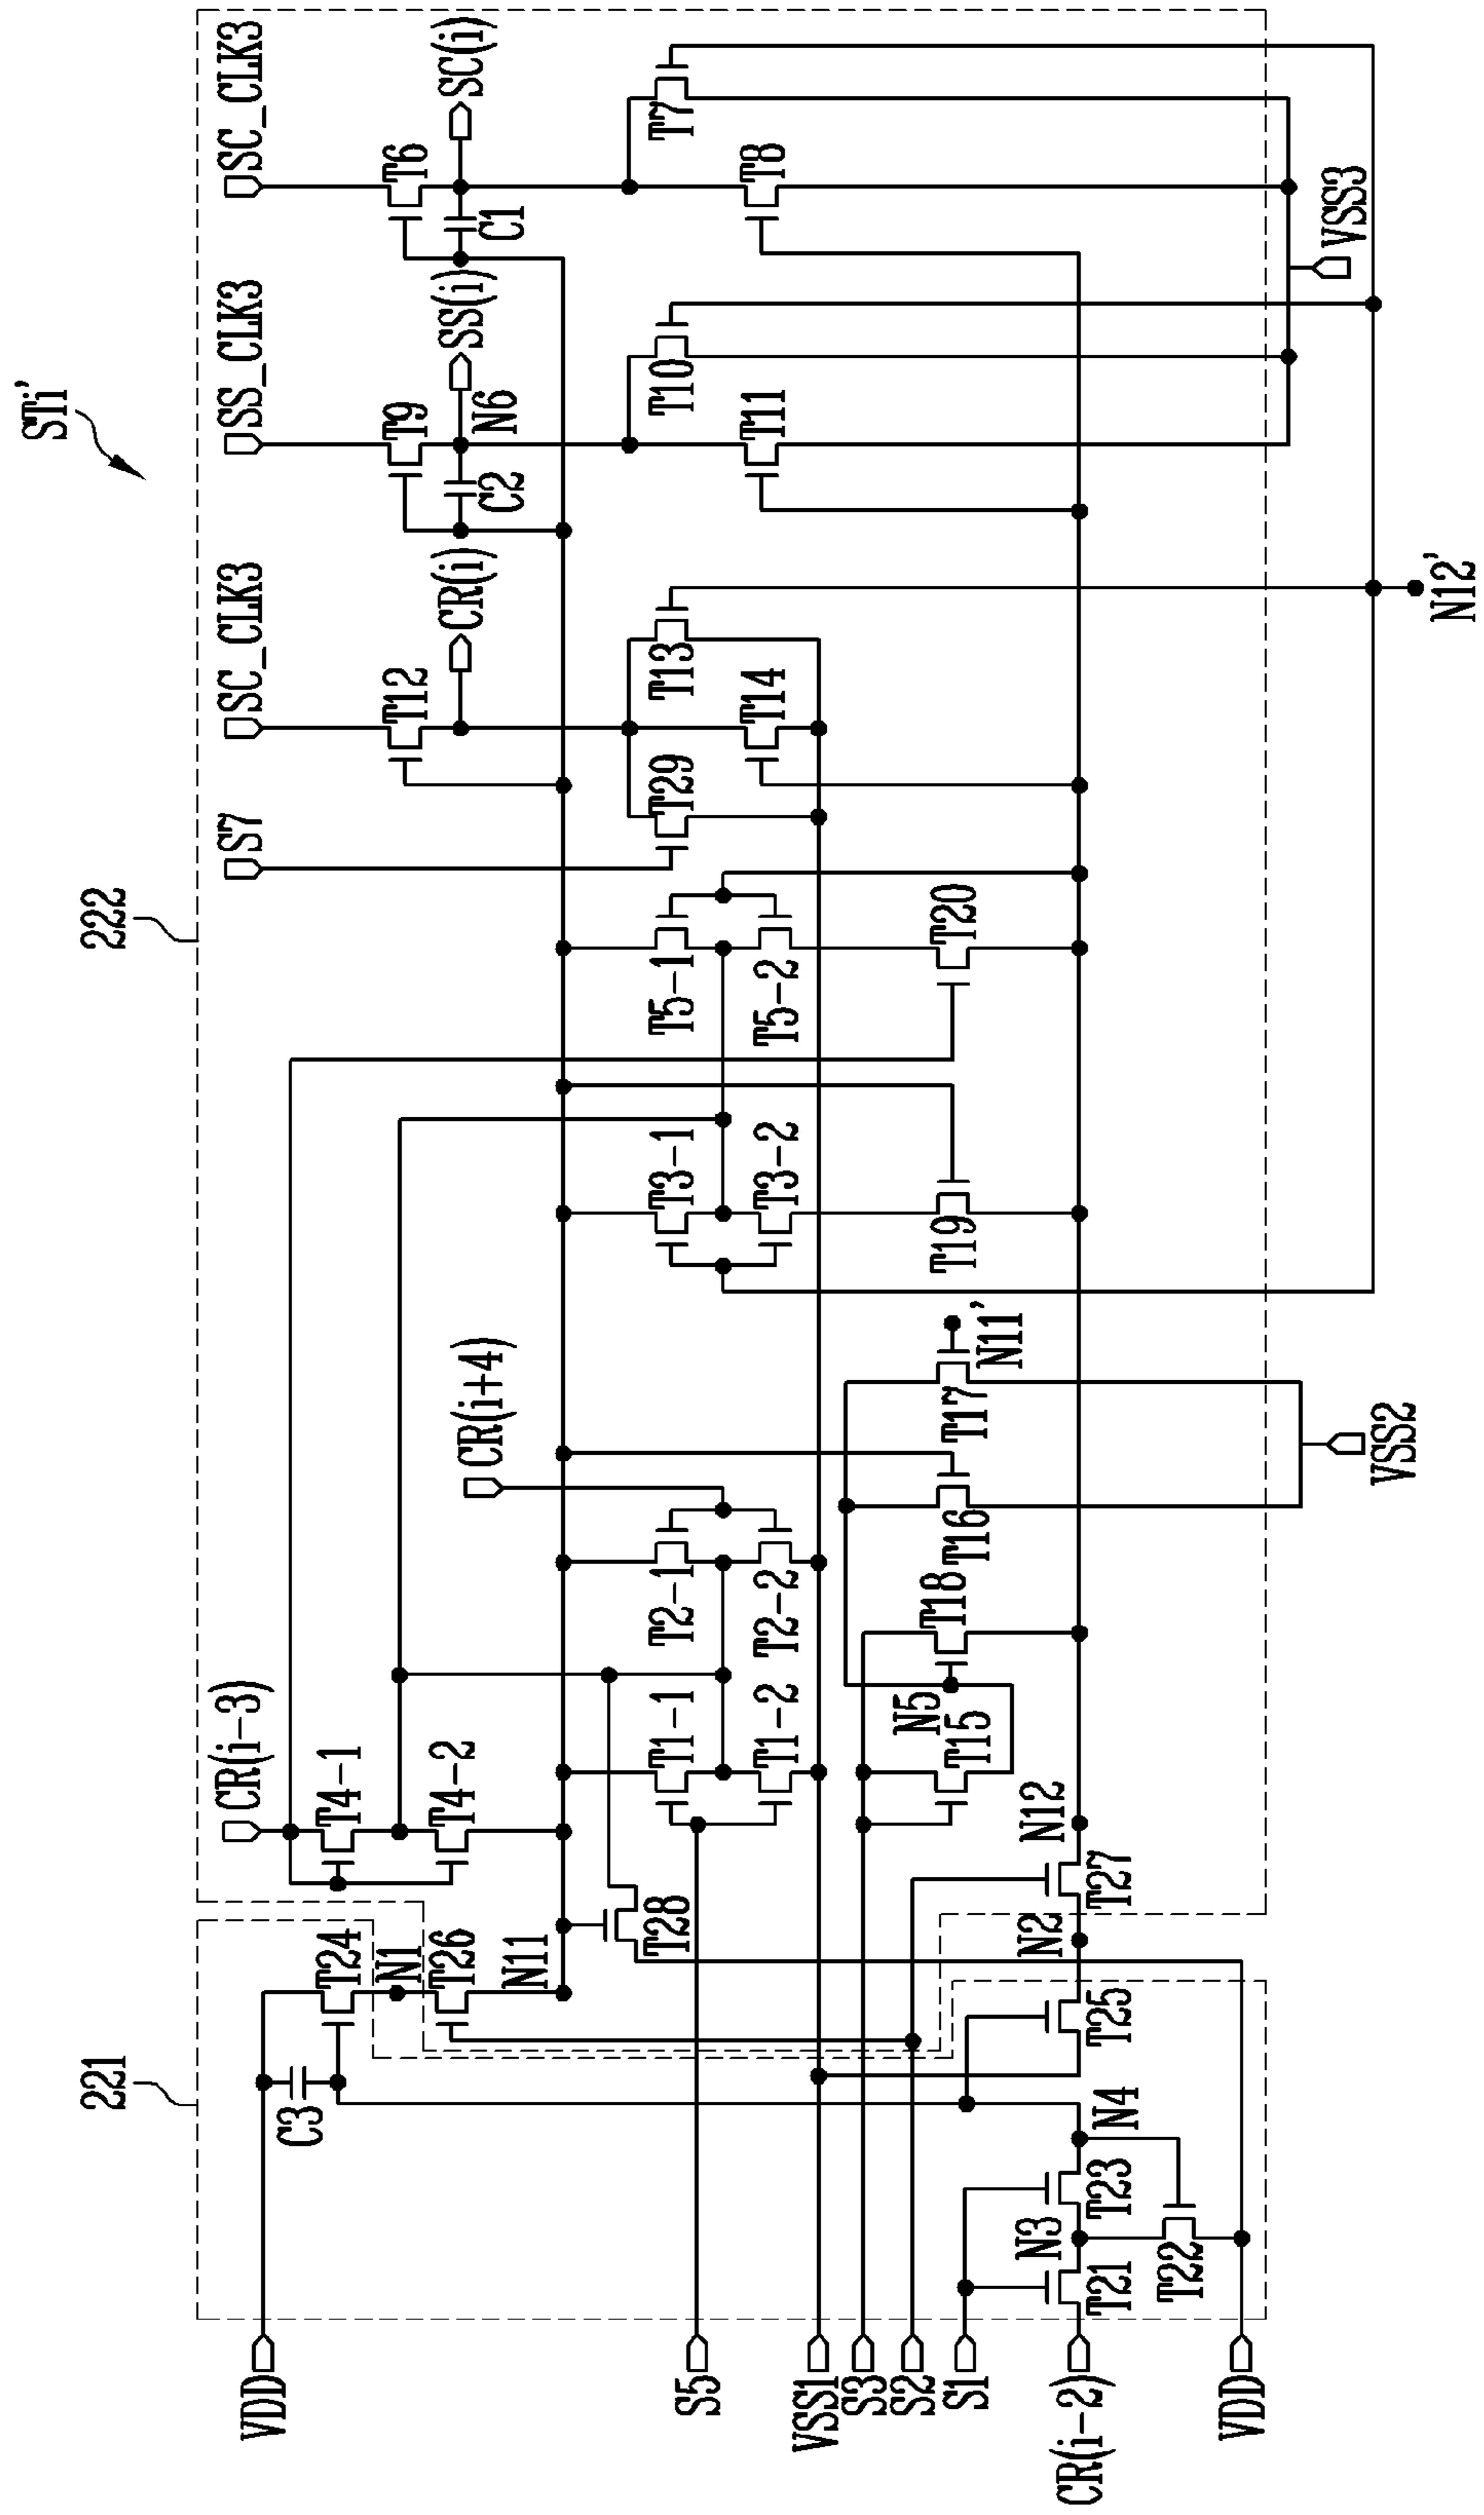 STi'
221
222
VDD
C3
T24
N1
T26
N11
CR(i-3)
T4-1
T4-2
S7
SC_CLK3
T12
CR(i)
SS_CLK3
T9
N6
SS(i)
C2
SC_CLK3
T6
SC(i)
C1
T28
CR(i+4)
T1-1
T1-2
T2-1
T2-2
T3-1
T3-2
T5-1
T5-2
T29
T13
T14
T10
T11
T7
T8
S5
VSS1
S3
S2
S1
CR(i-2)
VDD
N5
T15
T18
T16
T17
N11'
T19
T20
T21
N3
T22
T23
N4
T25
N2
T27
N12
VSS2
N12'
VSS3